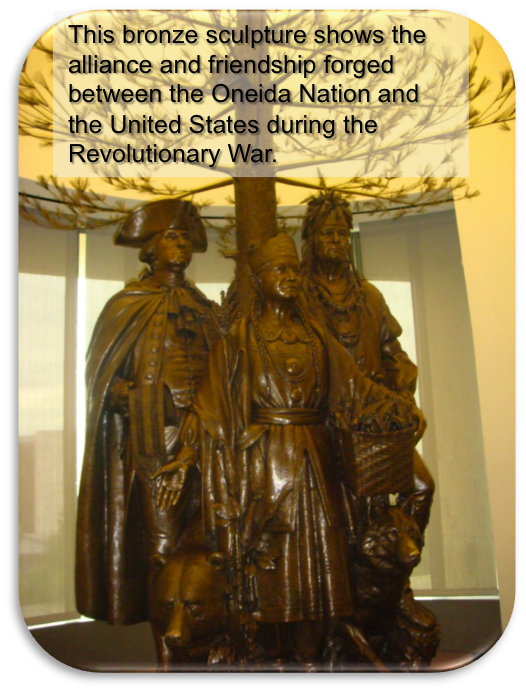 This bronze sculpture shows the
alliance and friendship forged
between the Oneida Nation and
the United States during the
Revolutionary War.